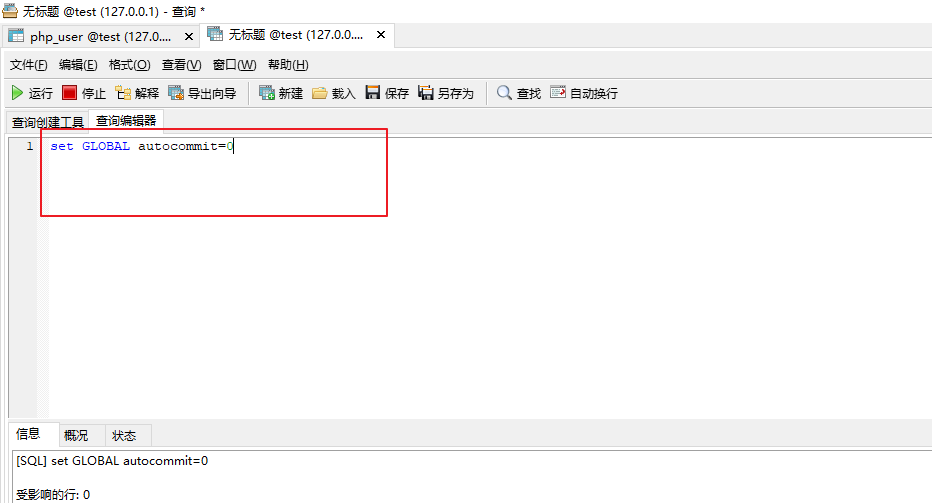 无标题 @test (127.0.0.1) - 查询 *
php_user @test (127.0.... × 无标题 @test (127.0.0.... ×
文件(F) 编辑(E) 格式(O) 查看(V) 窗口(W) 帮助(H)
运行 停止 解释 导出向导 新建 载入 保存 另存为 查找 自动换行
查询创建工具 查询编辑器
1 set GLOBAL autocommit=0
信息 概况 状态
[SQL] set GLOBAL autocommit=0
受影响的行: 0